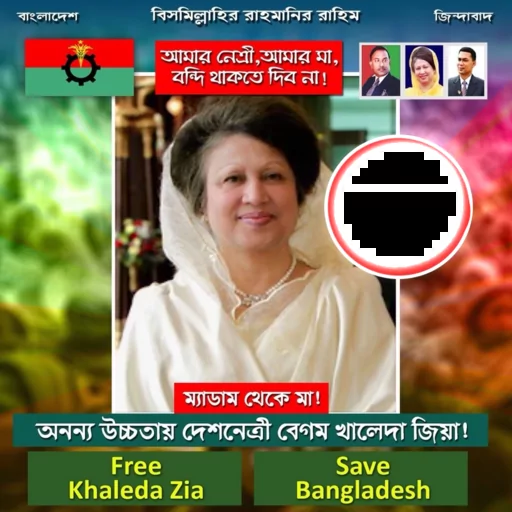 বাংলাদেশ
বিসমিল্লাহির রাহমানির রাহিম
জিন্দাবাদ
আমার নেত্রী,আমার মা,
বন্দি থাকতে দিব না!
ম্যাডাম থেকে মা!
অনন্য উচ্চতায় দেশনেত্রী বেগম খালেদা জিয়া!
Free
Khaleda Zia
Save
Bangladesh